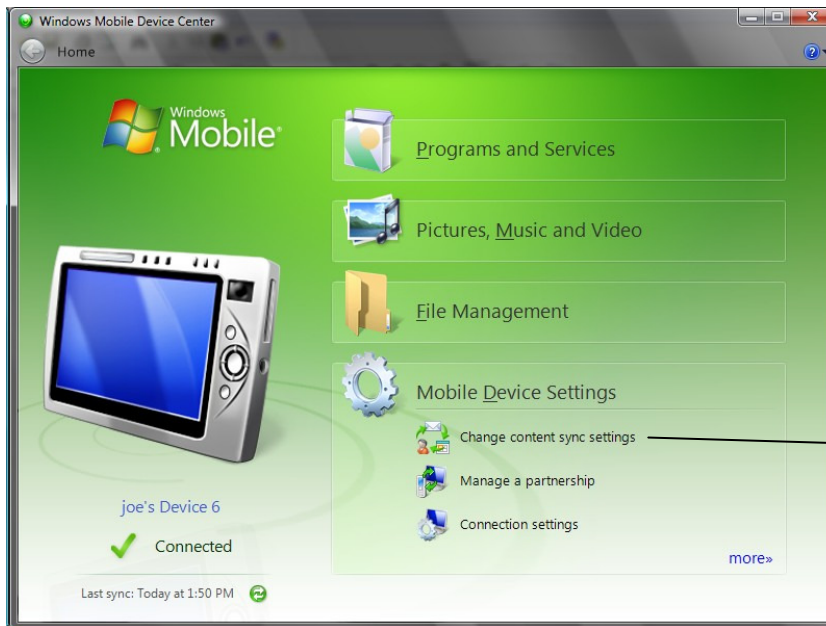 Windows Mobile Device Center
Home
Windows
Mobile®
Programs and Services
Pictures, Music and Video
File Management
Mobile Device Settings
Change content sync settings
Manage a partnership
Connection settings
more»
joe's Device 6
Connected
Last sync: Today at 1:50 PM